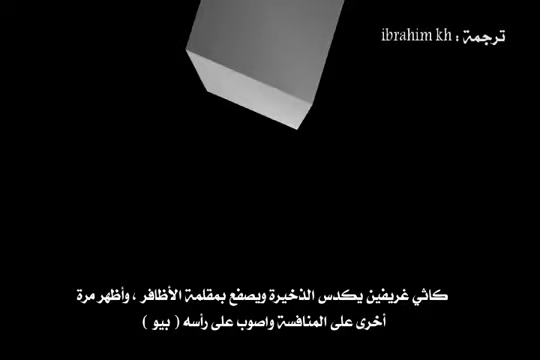 ترجمة : ibrahim kh
كاثي غريفين يكدس الذخيرة ويصفع بمقلمة الأظافر ، وأظهر مرة
أخرى على المنافسة واصوب على رأسه ( بيو )